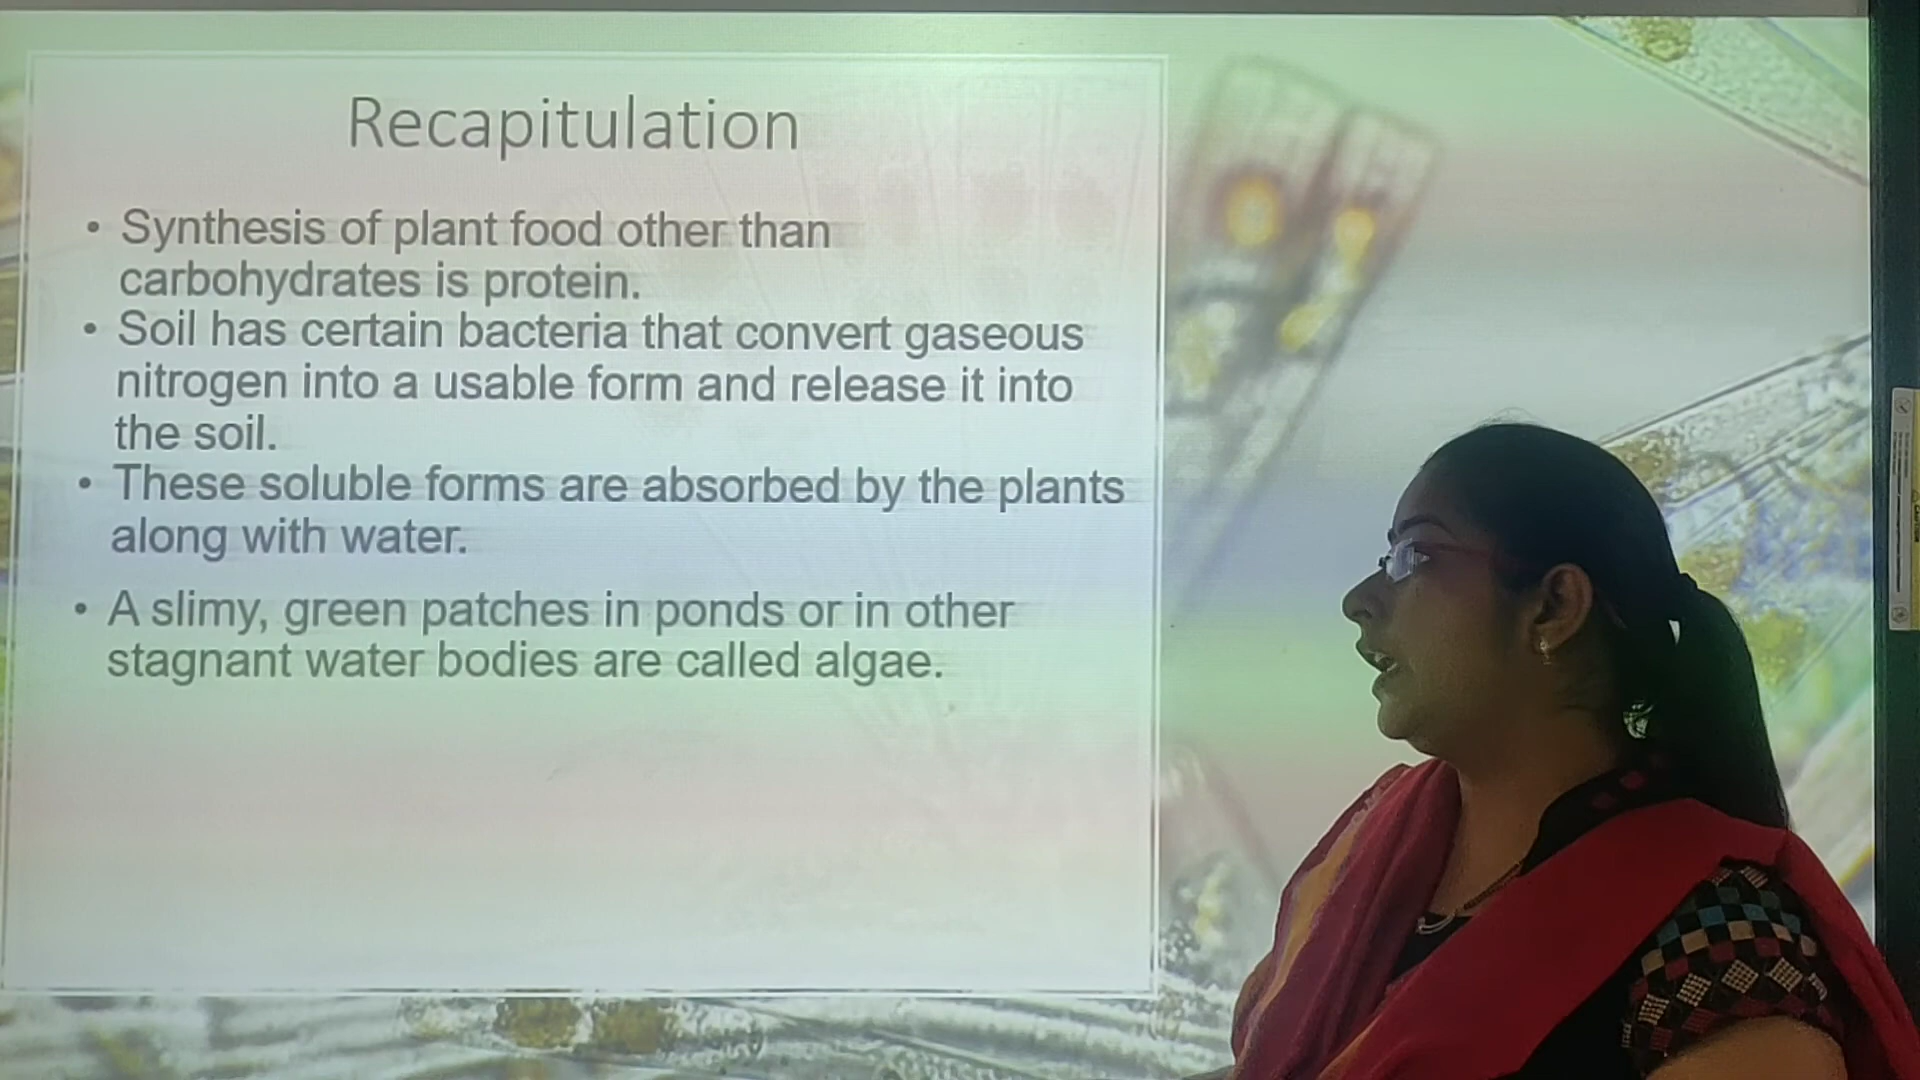 Recapitulation
• Synthesis of plant food other than
carbohydrates is protein.
• Soil has certain bacteria that convert gaseous
nitrogen into a usable form and release it into
the soil.
• These soluble forms are absorbed by the plants
along with water.
• A slimy, green patches in ponds or in other
stagnant water bodies are called algae.